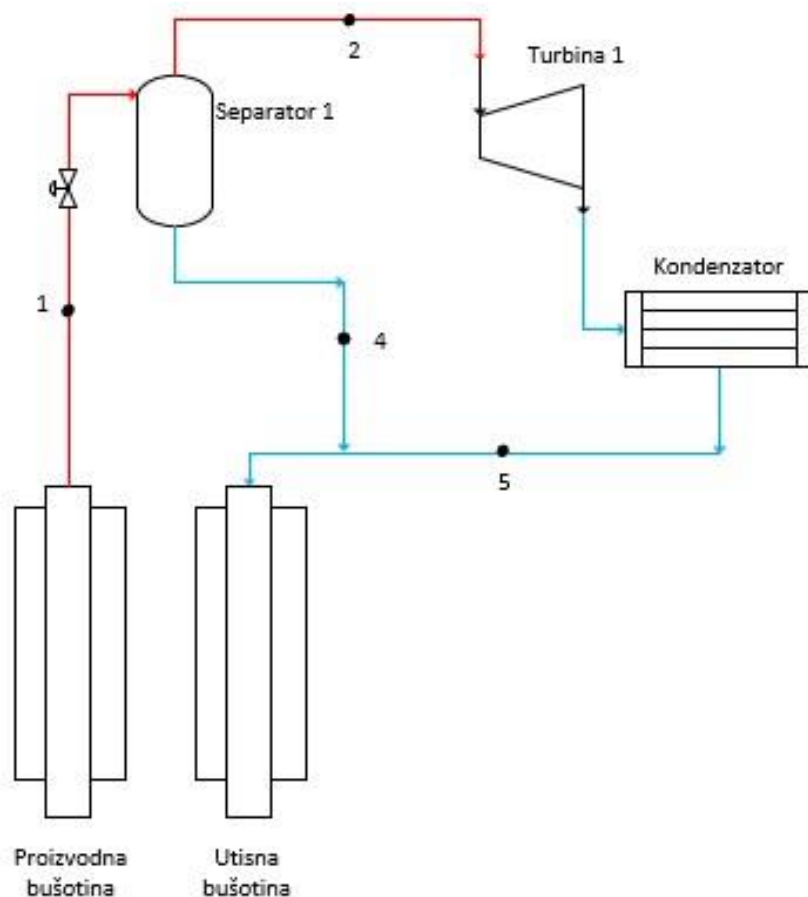 2
Turbina 1
Separator 1
Kondenzator
1
4
5
Proizvodna
bušotina
Utisna
bušotina